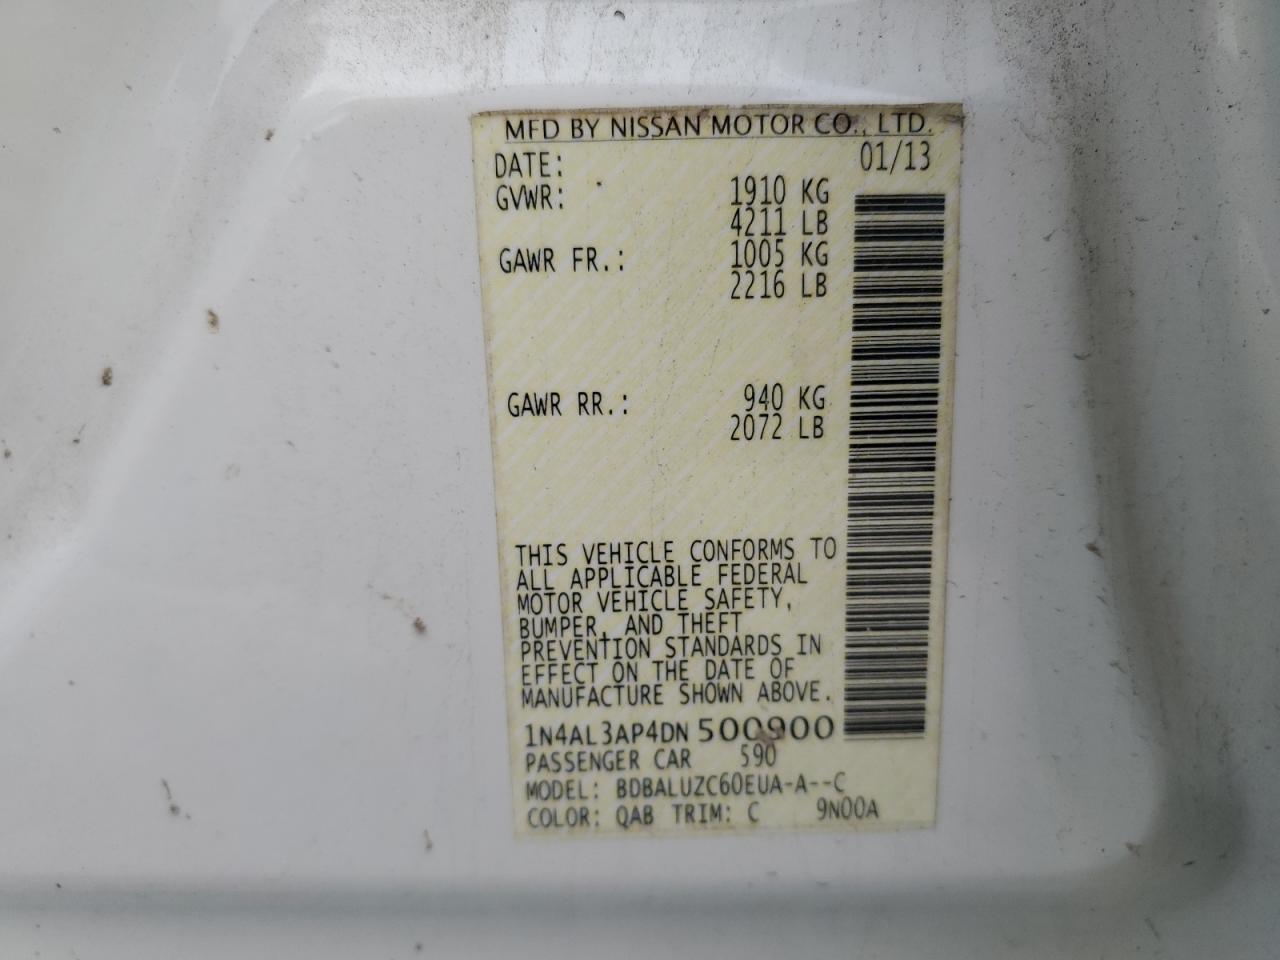 MFD BY NISSAN MOTOR CO., LTD.
DATE: 01/13
GVWR: 1910 KG
4211 LB
GAWR FR.: 1005 KG
2216 LB
GAWR RR.: 940 KG
2072 LB
THIS VEHICLE CONFORMS TO
ALL APPLICABLE FEDERAL
MOTOR VEHICLE SAFETY,
BUMPER, AND THEFT
PREVENTION STANDARDS IN
EFFECT ON THE DATE OF
MANUFACTURE SHOWN ABOVE.
1N4AL3AP4DN 500900
PASSENGER CAR 590
MODEL: BDBALUZC60EUA-A--C
COLOR: QAB TRIM: C 9N00A